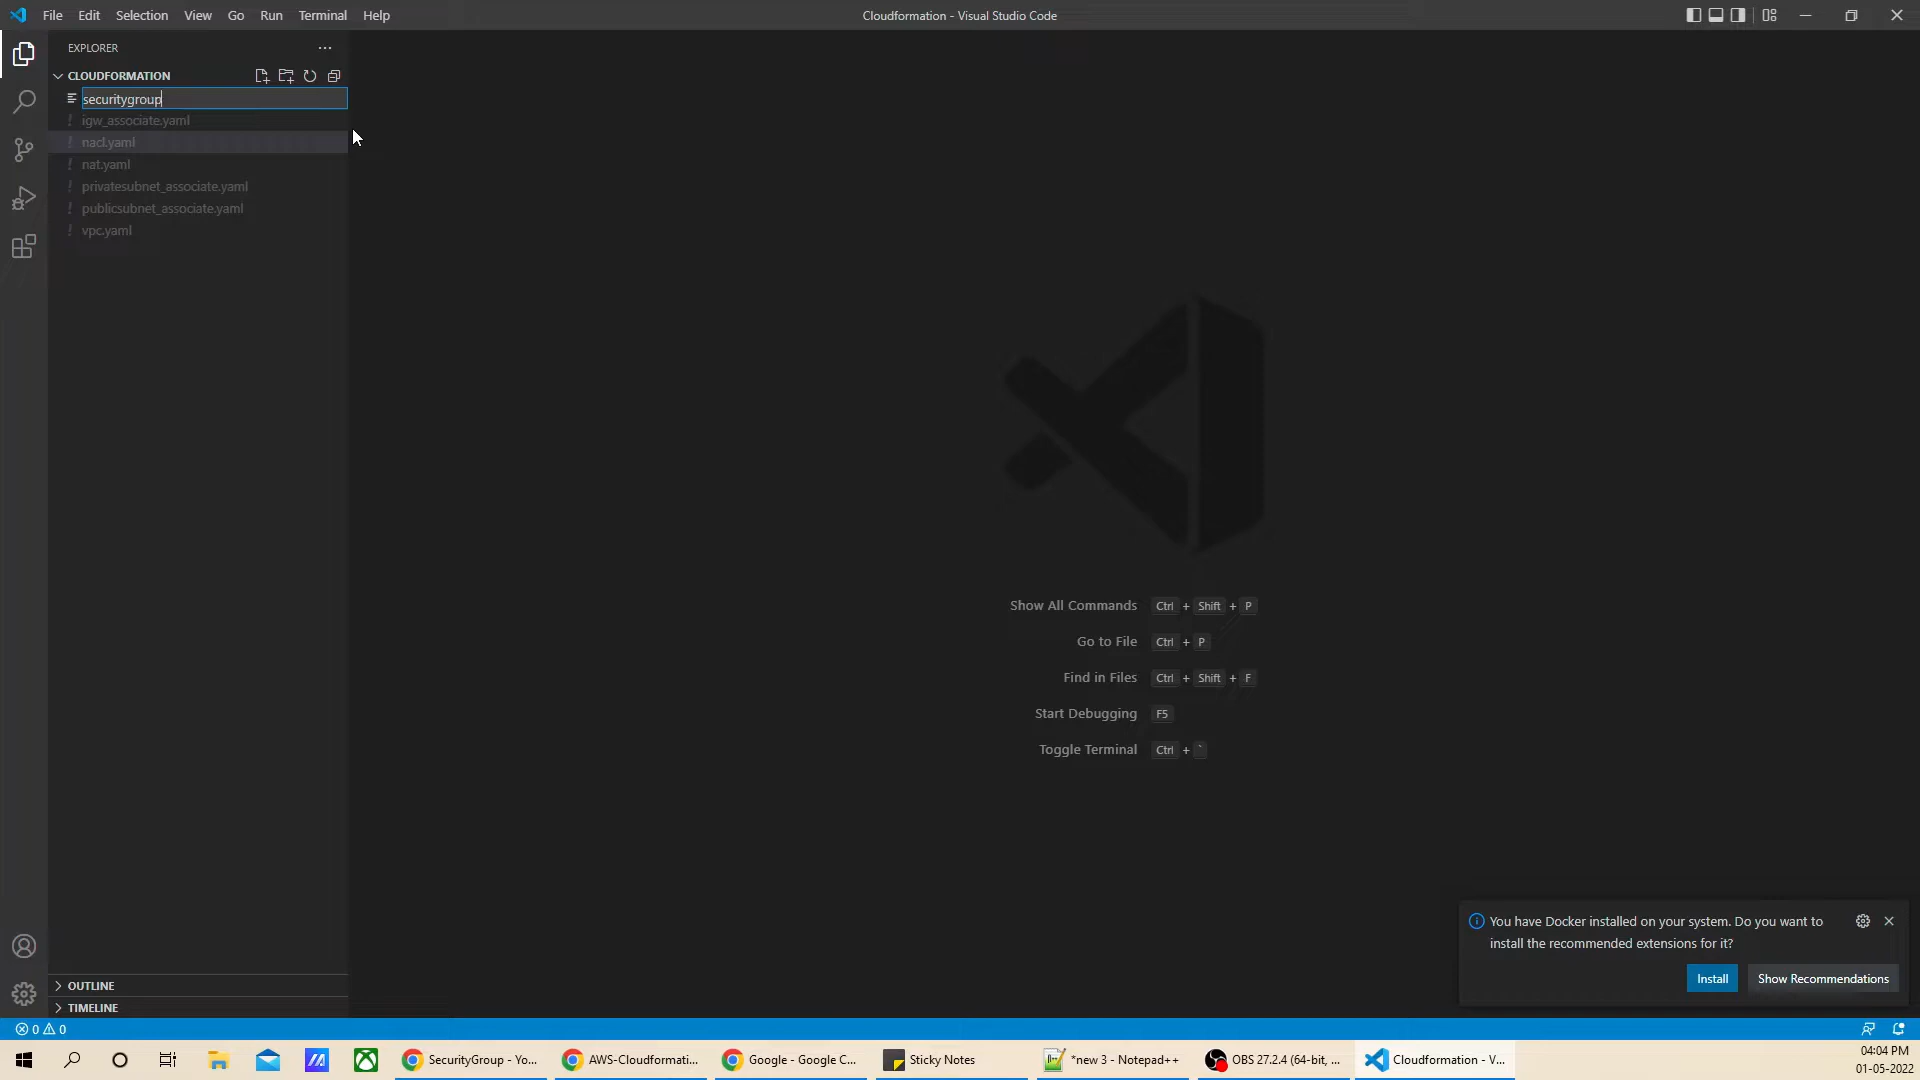 File Edit Selection View Go Run Terminal Help
Cloudformation - Visual Studio Code
EXPLORER
CLOUDFORMATION
securitygroup
igw_associate.yaml
nacl.yaml
nat.yaml
privatesubnet_associate.yaml
publicsubnet_associate.yaml
vpc.yaml
Show All Commands Ctrl + Shift + P
Go to File Ctrl + P
Find in Files Ctrl + Shift + F
Start Debugging F5
Toggle Terminal Ctrl + `
You have Docker installed on your system. Do you want to
install the recommended extensions for it?
Install Show Recommendations
OUTLINE
TIMELINE
0 0
SecurityGroup - Yo... AWS-Cloudformati... Google - Google C... Sticky Notes *new 3 - Notepad++ OBS 27.2.4 (64-bit, ... Cloudformation - V...
04:04 PM
01-05-2022